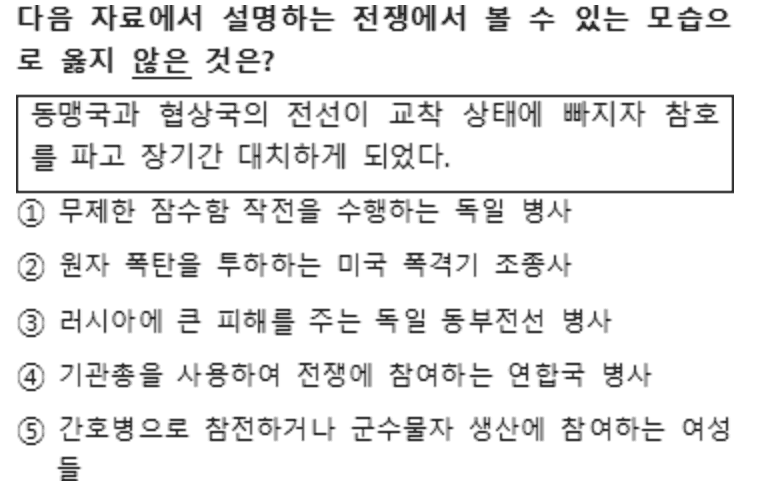 다음 자료에서 설명하는 전쟁에서 볼 수 있는 모습으
로 옳지 않은 것은?
동맹국과 협상국의 전선이 교착 상태에 빠지자 참호
를 파고 장기간 대치하게 되었다.
① 무제한 잠수함 작전을 수행하는 독일 병사
② 원자 폭탄을 투하하는 미국 폭격기 조종사
③ 러시아에 큰 피해를 주는 독일 동부전선 병사
④ 기관총을 사용하여 전쟁에 참여하는 연합국 병사
⑤ 간호병으로 참전하거나 군수물자 생산에 참여하는 여성
들